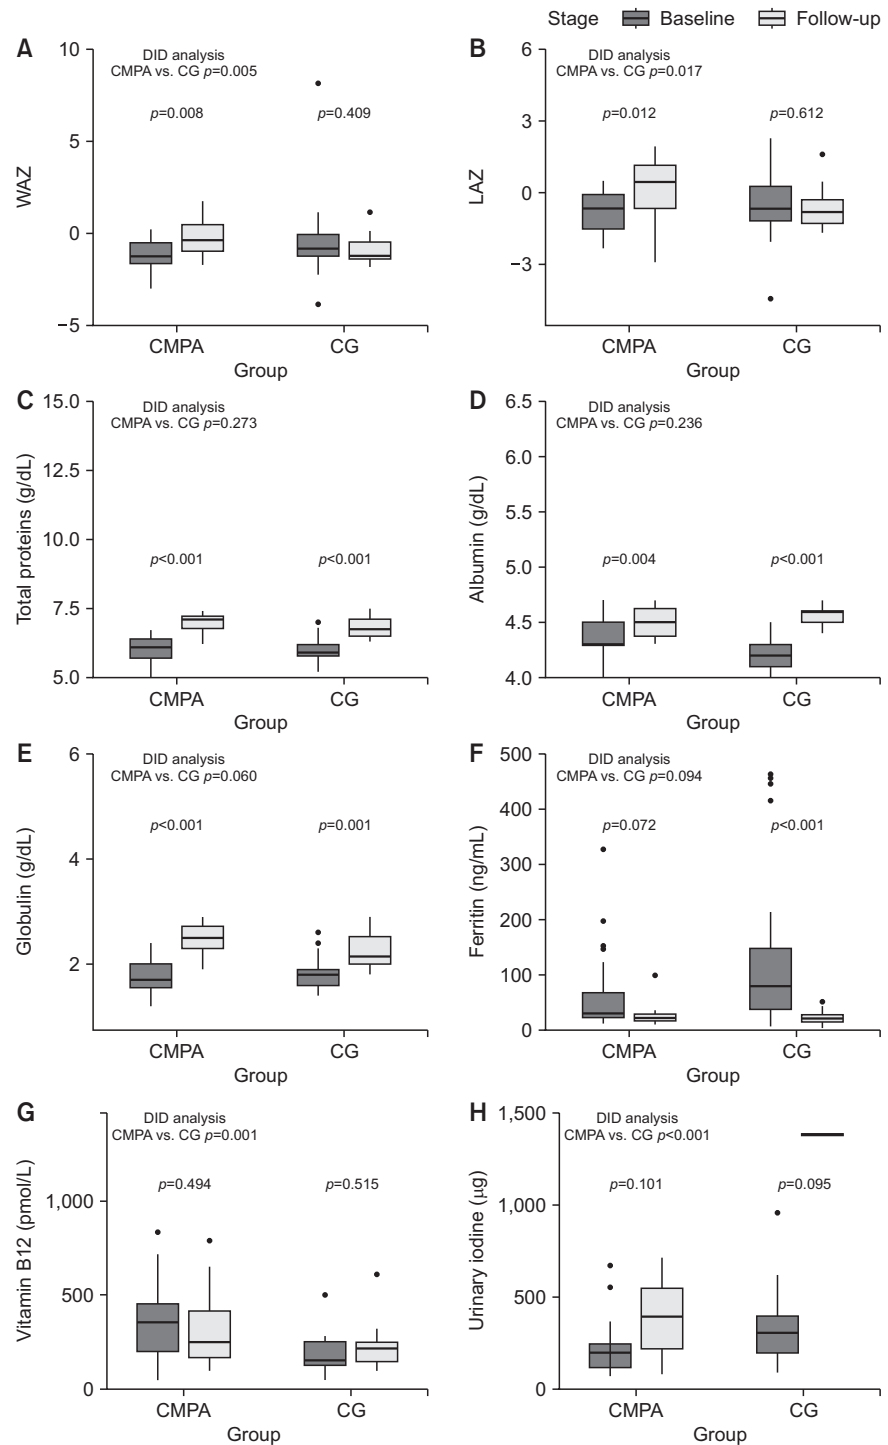 Stage Baseline Follow-up
A
DID analysis
CMPA vs. CG p=0.005
p=0.008 p=0.409
WAZ
10
5
0
−5
CMPA CG
Group
B
DID analysis
CMPA vs. CG p=0.017
p=0.012 p=0.612
LAZ
6
3
0
−3
CMPA CG
Group
C
DID analysis
CMPA vs. CG p=0.273
p<0.001 p<0.001
Total proteins (g/dL)
15.0
12.5
10.0
7.5
5.0
CMPA CG
Group
D
DID analysis
CMPA vs. CG p=0.236
p=0.004 p<0.001
Albumin (g/dL)
6.5
6.0
5.5
5.0
4.5
4.0
CMPA CG
Group
E
DID analysis
CMPA vs. CG p=0.060
p<0.001 p=0.001
Globulin (g/dL)
6
4
2
CMPA CG
Group
F
DID analysis
CMPA vs. CG p=0.094
p=0.072 p<0.001
Ferritin (ng/mL)
500
400
300
200
100
0
CMPA CG
Group
G
DID analysis
CMPA vs. CG p=0.001
p=0.494 p=0.515
Vitamin B12 (pmol/L)
1,000
500
0
CMPA CG
Group
H
DID analysis
CMPA vs. CG p<0.001
p=0.101 p=0.095
Urinary iodine (μg)
1,500
1,000
500
0
CMPA CG
Group